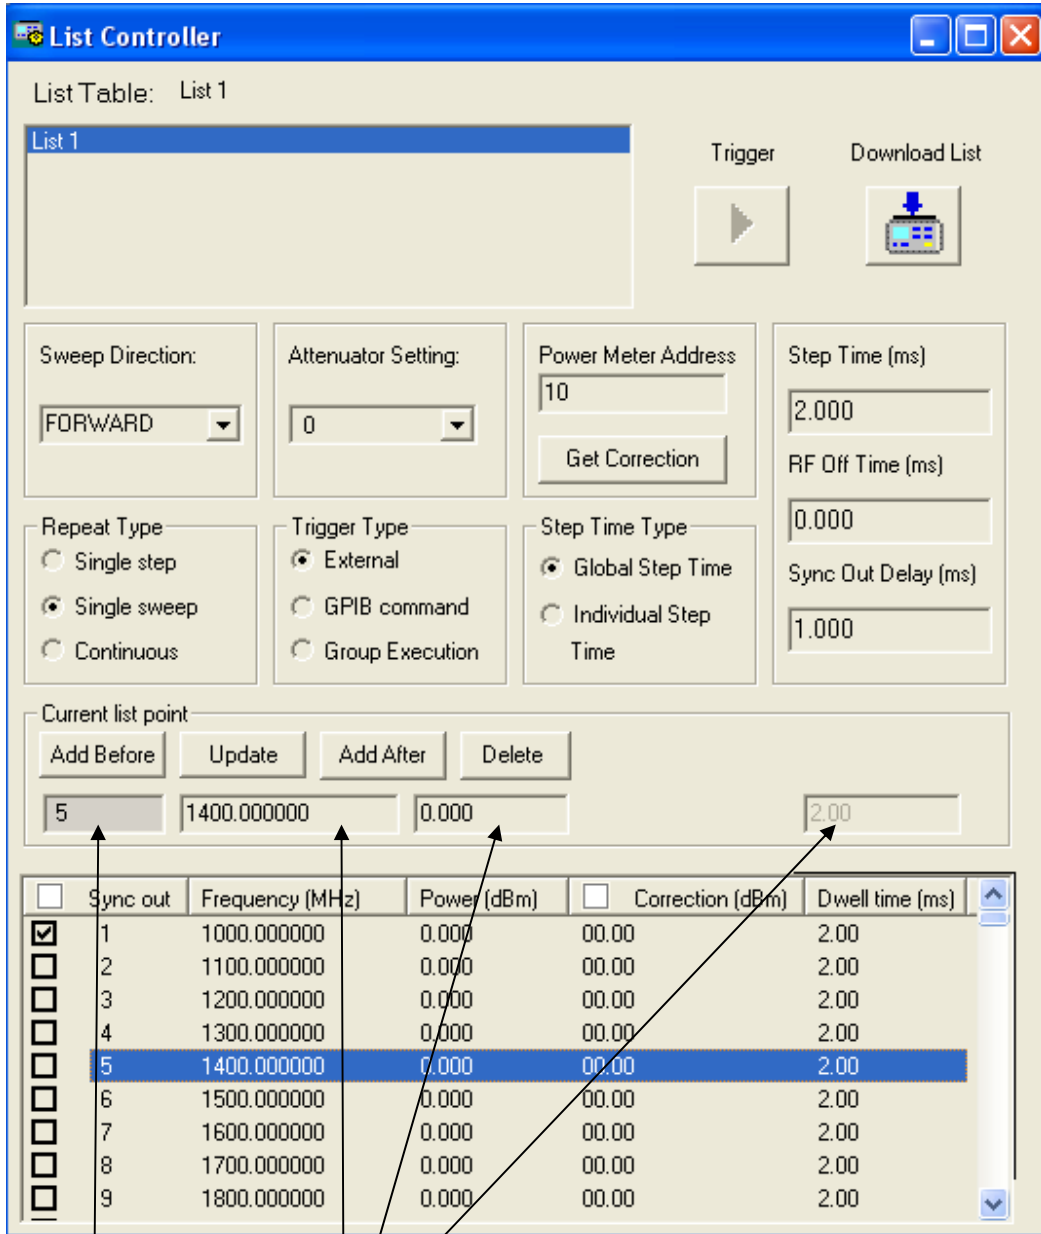 List Controller
List Table: List 1
List 1
Trigger Download List
Sweep Direction: Attenuator Setting: Power Meter Address Step Time (ms)
10
2.000
FORWARD 0
Get Correction RF Off Time (ms)
0.000
Repeat Type Trigger Type Step Time Type
Single step External Global Step Time Sync Out Delay (ms)
Single sweep GPIB command Individual Step Time 1.000
Continuous Group Execution
Current list point
Add Before Update Add After Delete
5 1400.000000 0.000 2.00
Sync out Frequency (MHz) Power (dBm) Correction (dBm) Dwell time (ms)
1 1000.000000 0.000 00.00 2.00
2 1100.000000 0.000 00.00 2.00
3 1200.000000 0.000 00.00 2.00
4 1300.000000 0.000 00.00 2.00
5 1400.000000 0.000 00.00 2.00
6 1500.000000 0.000 00.00 2.00
7 1600.000000 0.000 00.00 2.00
8 1700.000000 0.000 00.00 2.00
9 1800.000000 0.000 00.00 2.00